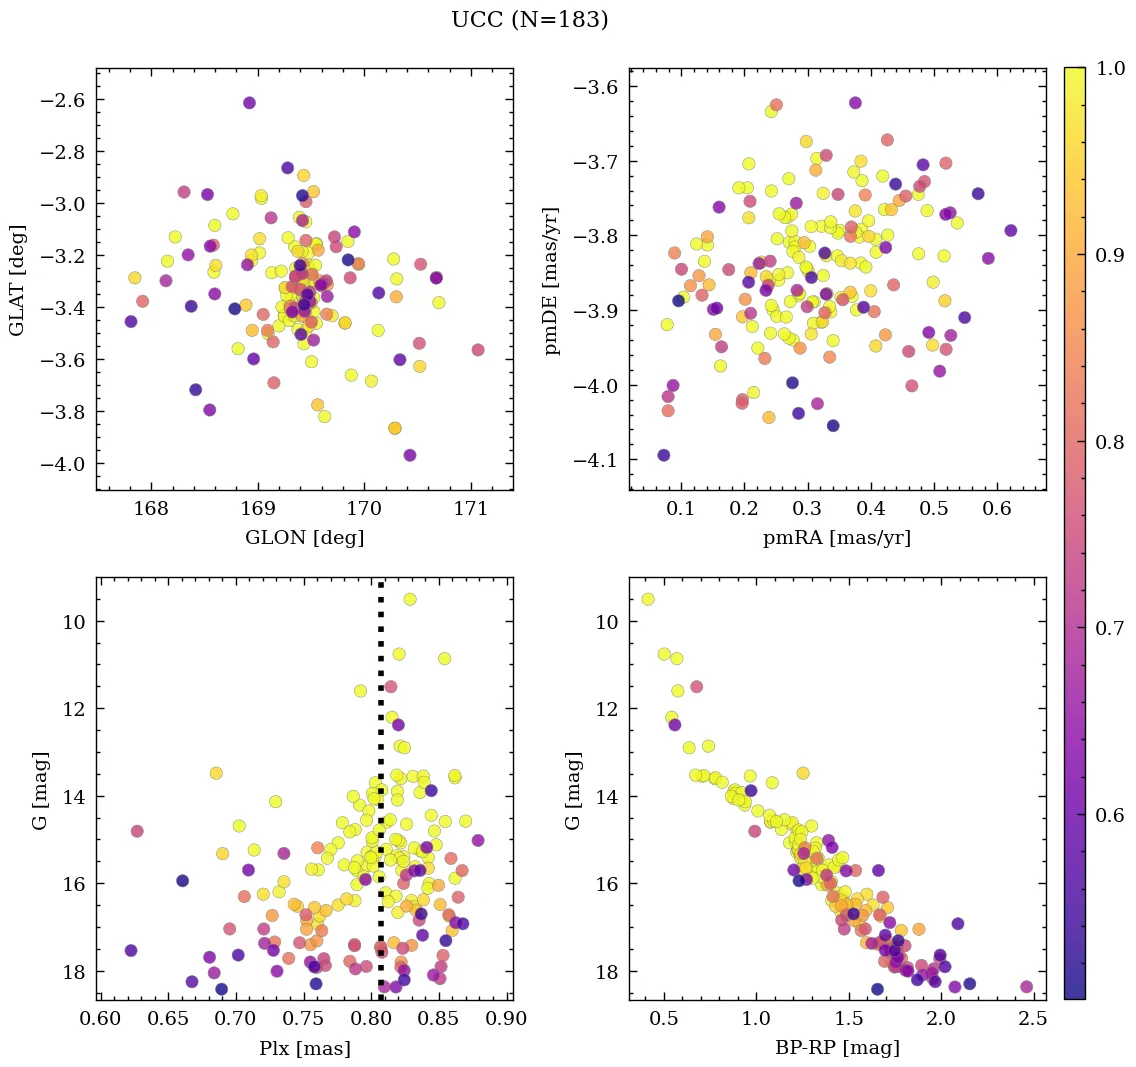 UCC (N=183)
−2.6
−2.8
−3.0
−3.2
−3.4
−3.6
−3.8
−4.0
GLAT [deg]
168 169 170 171
GLON [deg]
−3.6
−3.7
−3.8
−3.9
−4.0
−4.1
pmDE [mas/yr]
0.1 0.2 0.3 0.4 0.5 0.6
pmRA [mas/yr]
10
12
14
16
18
G [mag]
0.60 0.65 0.70 0.75 0.80 0.85 0.90
Plx [mas]
10
12
14
16
18
G [mag]
0.5 1.0 1.5 2.0 2.5
BP-RP [mag]
1.0
0.9
0.8
0.7
0.6